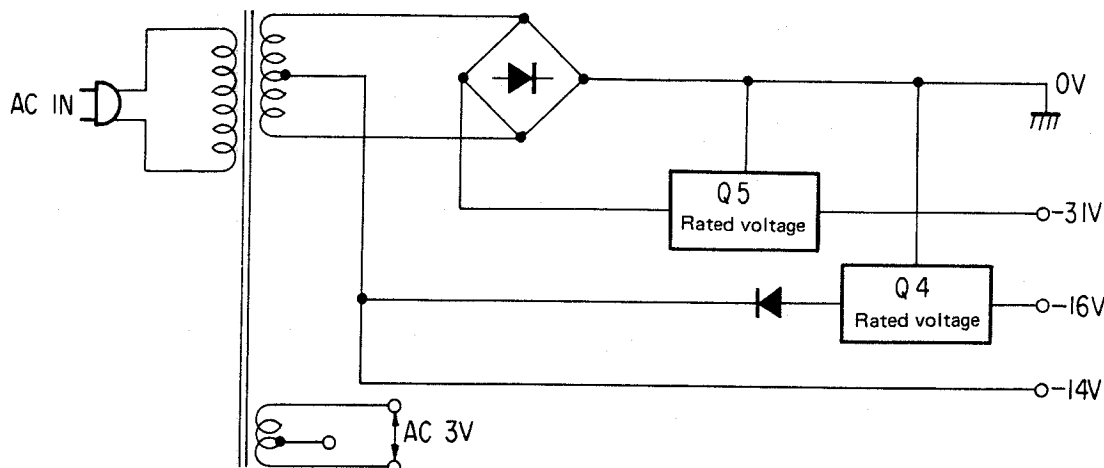 AC IN
0V
Q5
Rated voltage
-31V
Q4
Rated voltage
-16V
-14V
AC 3V